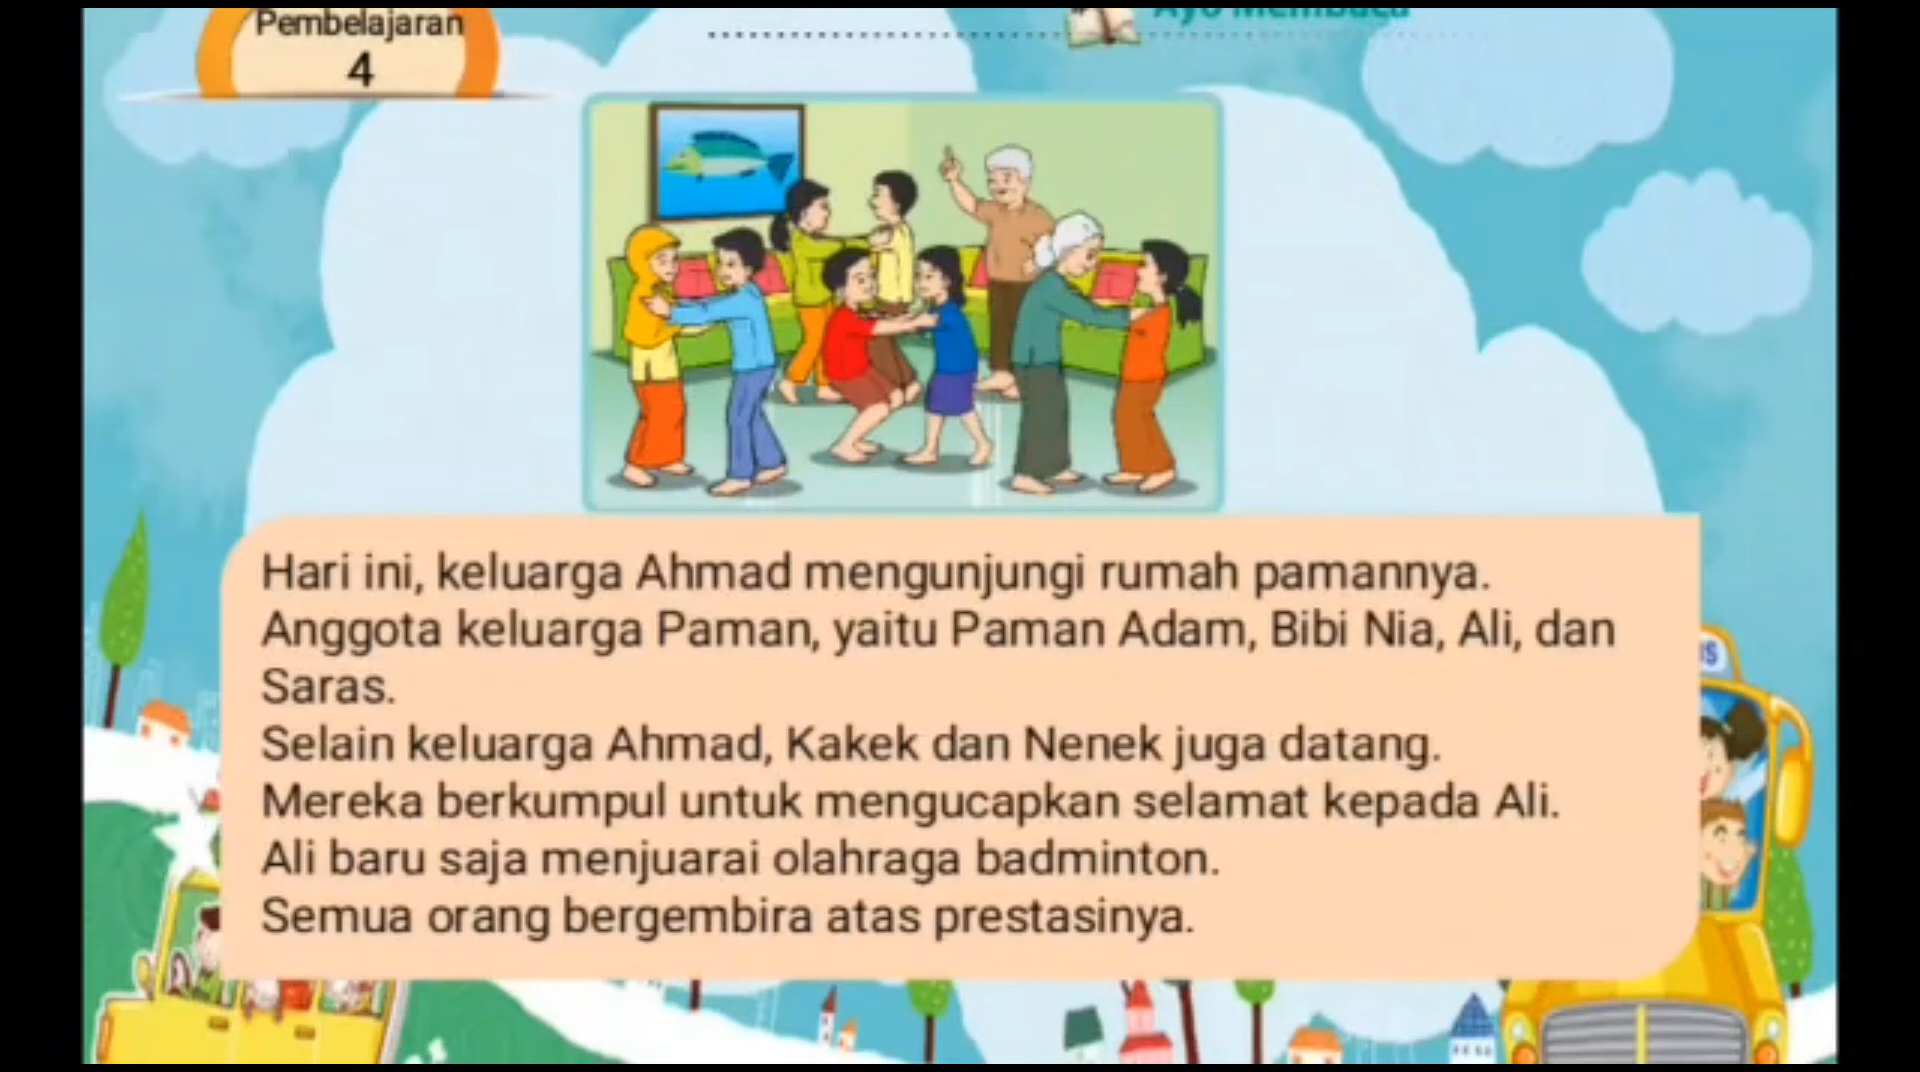 Pembelajaran
4
Ayo Membaca
Hari ini, keluarga Ahmad mengunjungi rumah pamannya.
Anggota keluarga Paman, yaitu Paman Adam, Bibi Nia, Ali, dan
Saras.
Selain keluarga Ahmad, Kakek dan Nenek juga datang.
Mereka berkumpul untuk mengucapkan selamat kepada Ali.
Ali baru saja menjuarai olahraga badminton.
Semua orang bergembira atas prestasinya.